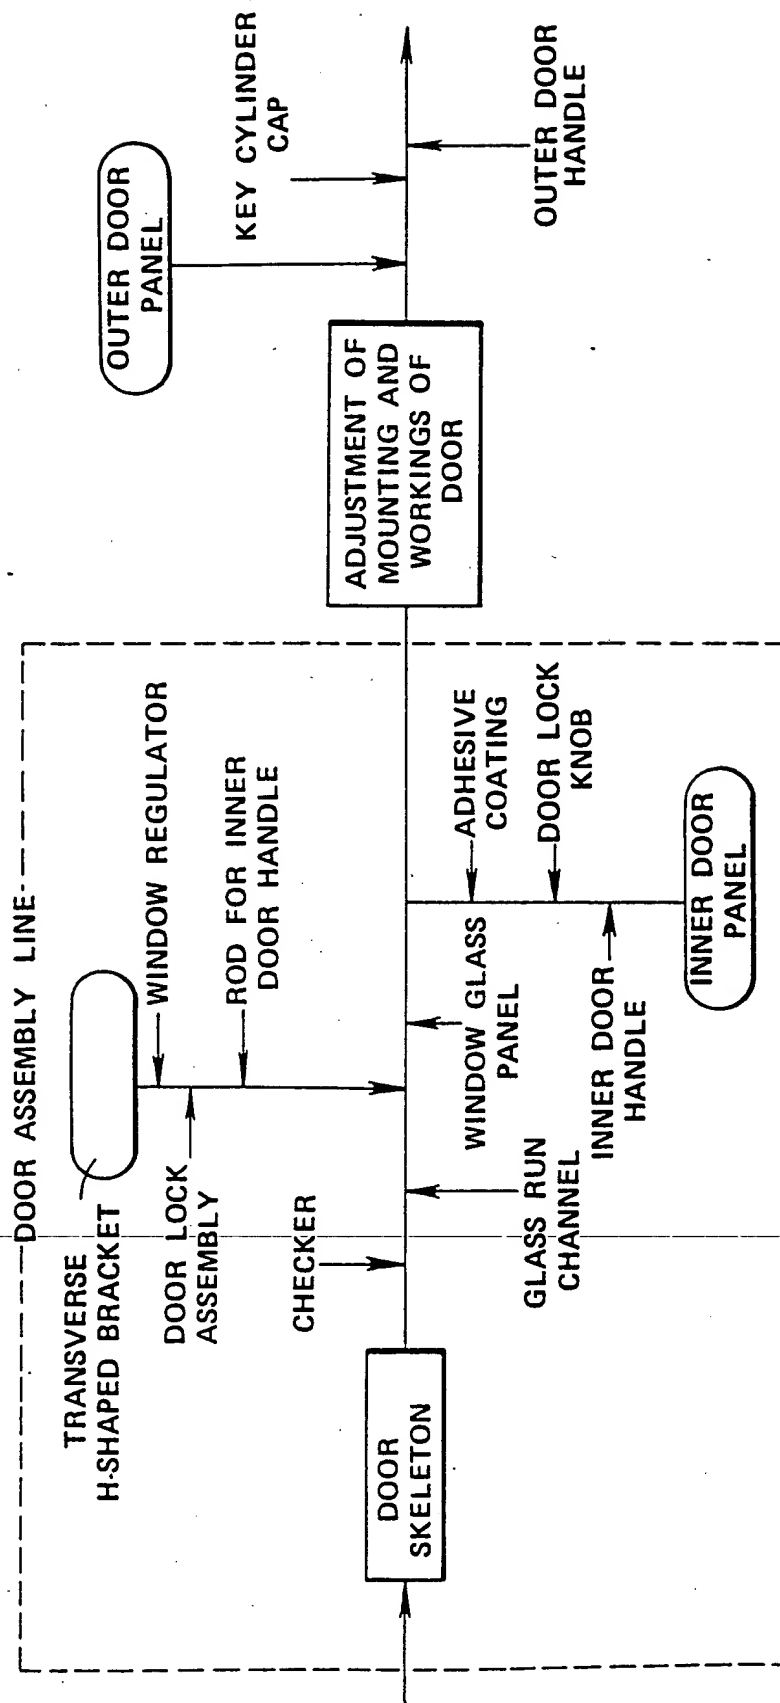 DOOR ASSEMBLY LINE
TRANSVERSE
H-SHAPED BRACKET
WINDOW REGULATOR
DOOR LOCK
ASSEMBLY
ROD FOR INNER
DOOR HANDLE
CHECKER
DOOR
SKELETON
GLASS RUN
CHANNEL
WINDOW GLASS
PANEL
ADHESIVE
COATING
DOOR LOCK
KNOB
INNER DOOR
HANDLE
INNER DOOR
PANEL
ADJUSTMENT OF
MOUNTING AND
WORKINGS OF
DOOR
OUTER DOOR
PANEL
KEY CYLINDER
CAP
OUTER DOOR
HANDLE